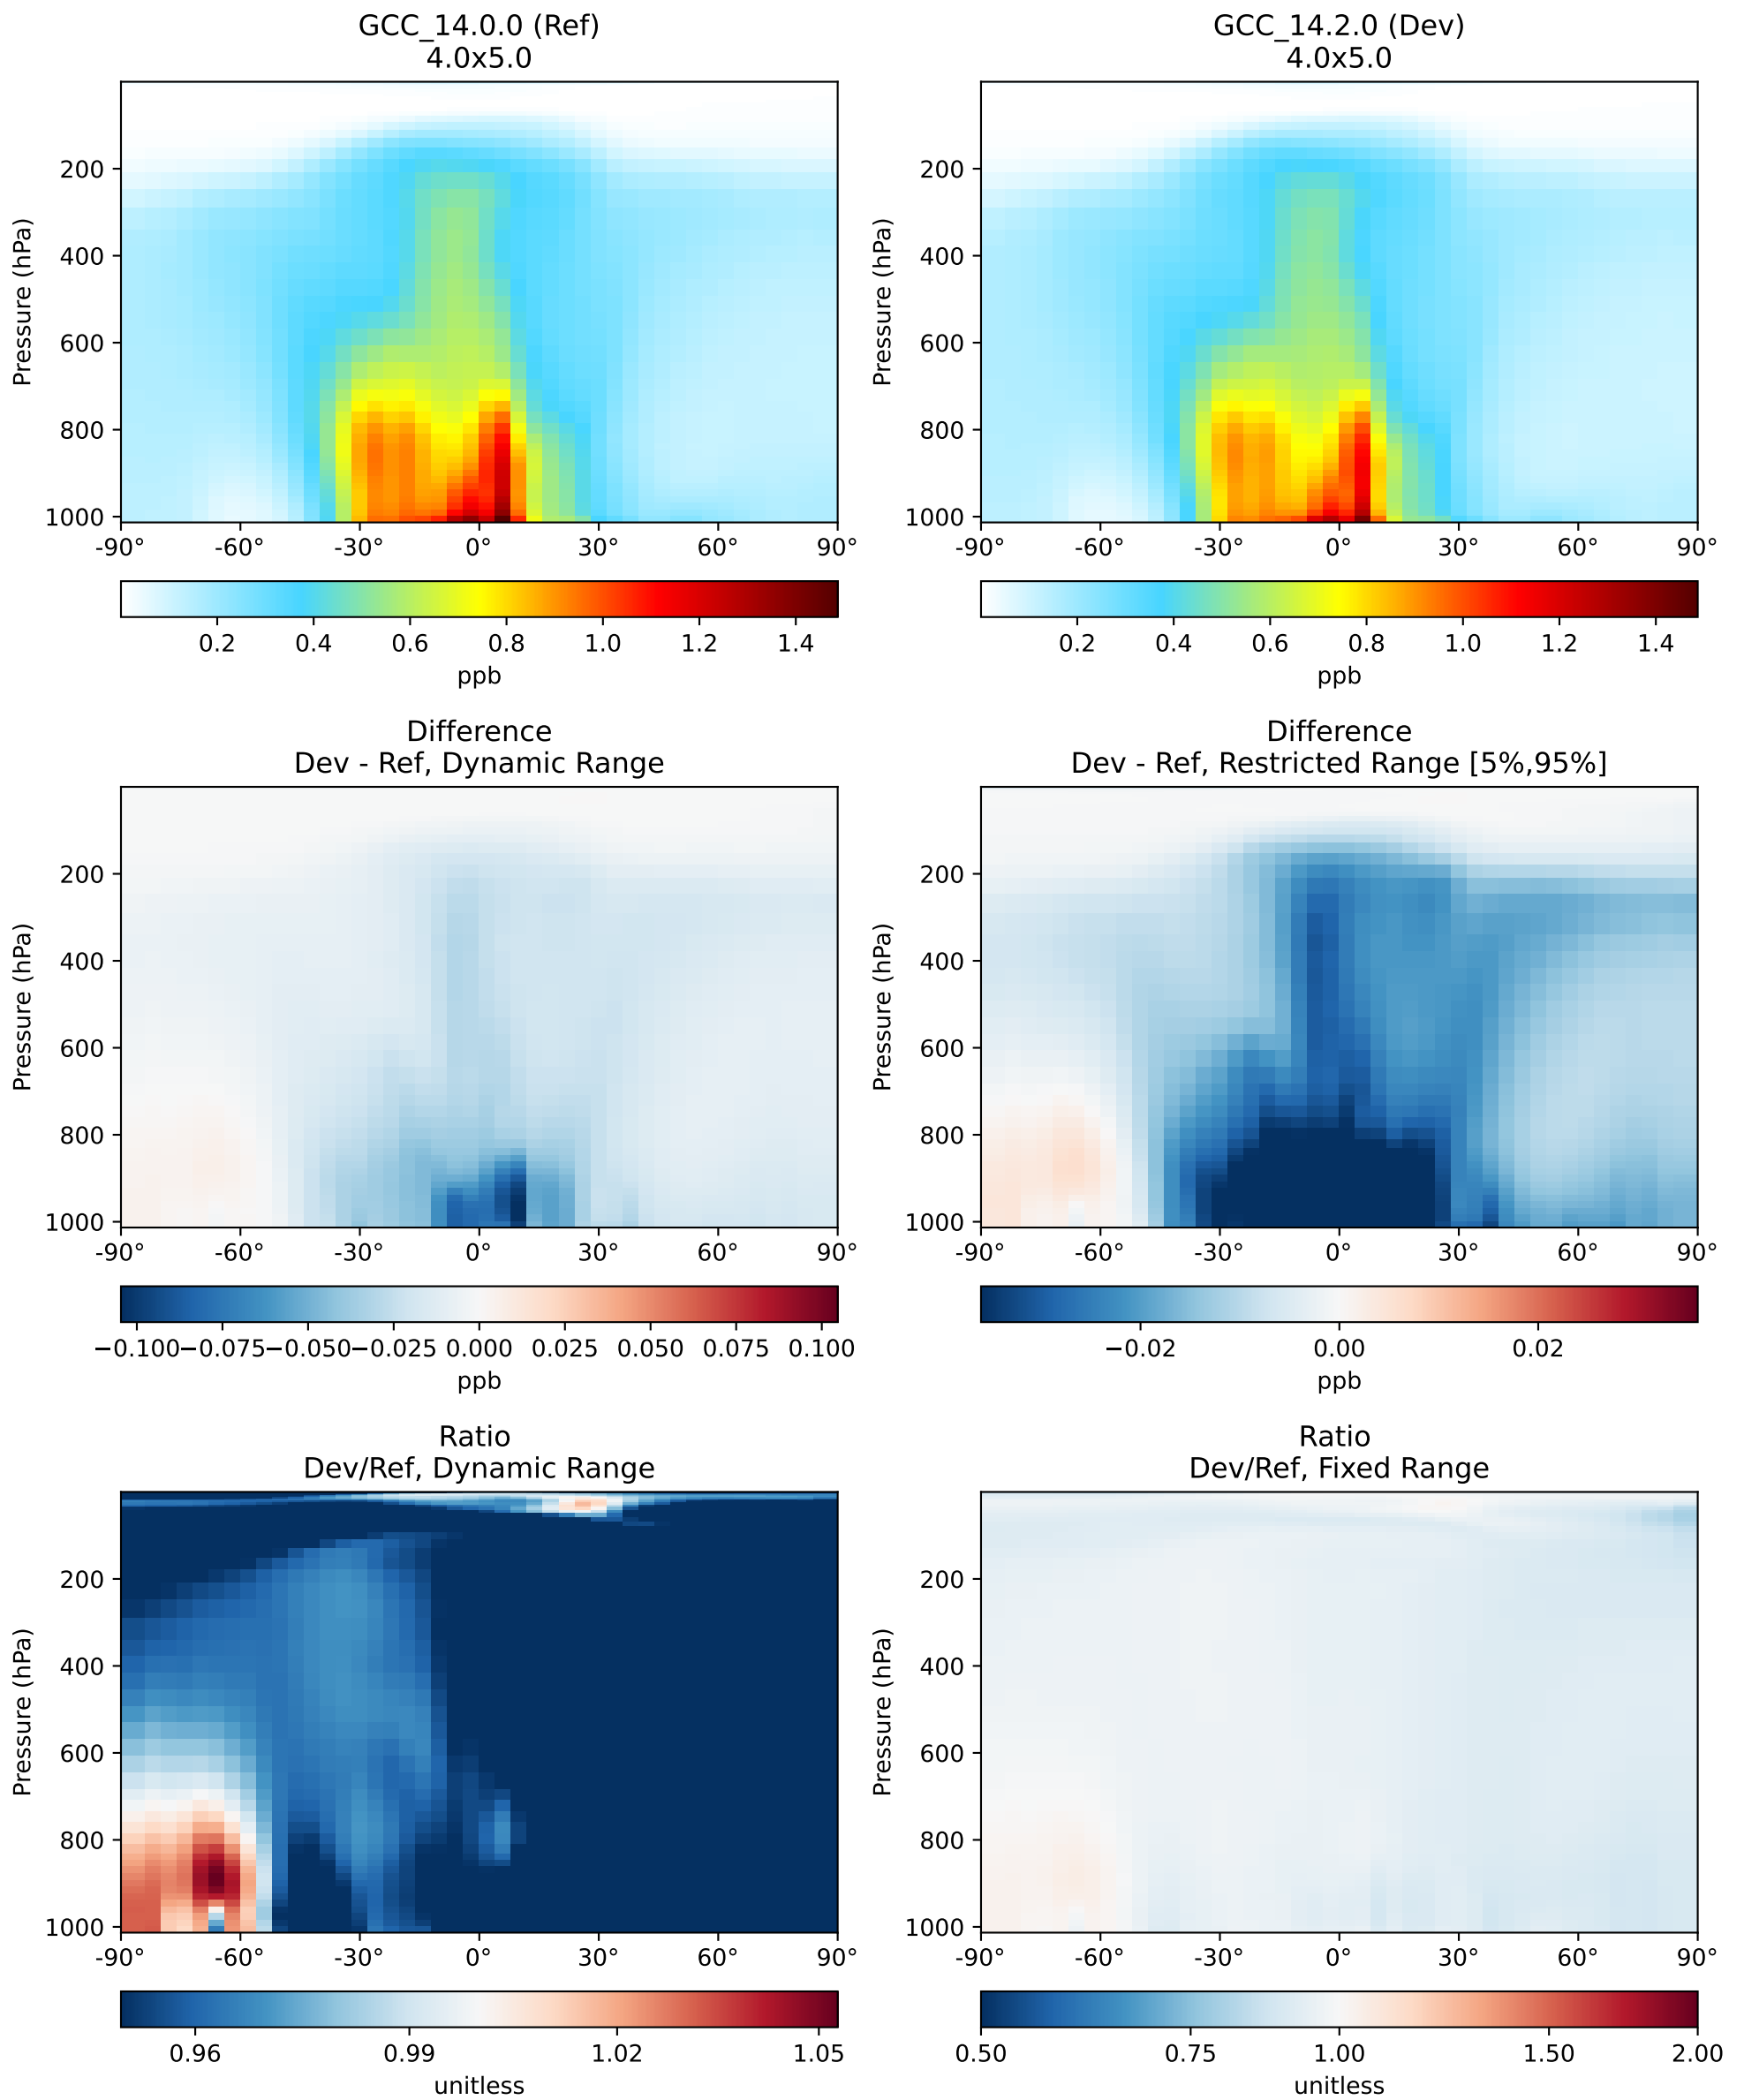 GCC_14.0.0 (Ref)
4.0x5.0
Pressure (hPa)
200
400
600
800
1000
-90° -60° -30° 0° 30° 60° 90°
0.2 0.4 0.6 0.8 1.0 1.2 1.4
ppb
GCC_14.2.0 (Dev)
4.0x5.0
Pressure (hPa)
200
400
600
800
1000
-90° -60° -30° 0° 30° 60° 90°
0.2 0.4 0.6 0.8 1.0 1.2 1.4
ppb
Difference
Dev - Ref, Dynamic Range
Pressure (hPa)
200
400
600
800
1000
-90° -60° -30° 0° 30° 60° 90°
−0.100 −0.075 −0.050 −0.025 0.000 0.025 0.050 0.075 0.100
ppb
Difference
Dev - Ref, Restricted Range [5%,95%]
Pressure (hPa)
200
400
600
800
1000
-90° -60° -30° 0° 30° 60° 90°
−0.02 0.00 0.02
ppb
Ratio
Dev/Ref, Dynamic Range
Pressure (hPa)
200
400
600
800
1000
-90° -60° -30° 0° 30° 60° 90°
0.96 0.99 1.02 1.05
unitless
Ratio
Dev/Ref, Fixed Range
Pressure (hPa)
200
400
600
800
1000
-90° -60° -30° 0° 30° 60° 90°
0.50 0.75 1.00 1.50 2.00
unitless